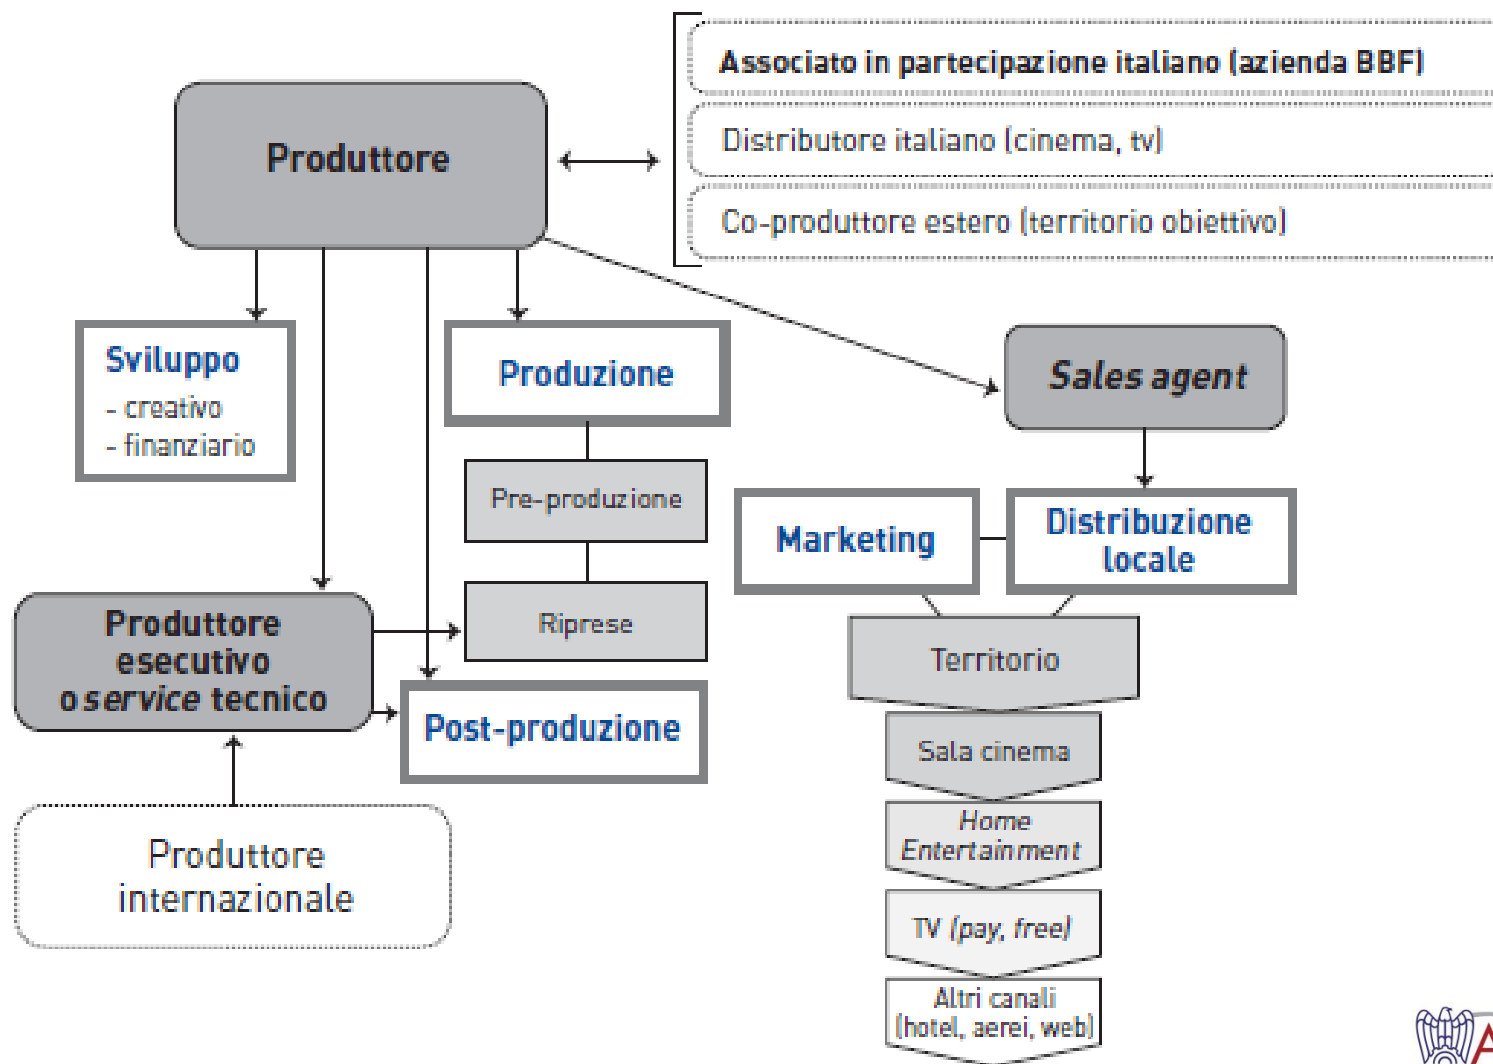 Associato in partecipazione italiano (azienda BBF)
Produttore
Distributore italiano (cinema, tv)
Co-produttore estero (territorio obiettivo)
Sviluppo
- creativo
- finanziario
Produzione
Sales agent
Pre-produzione
Marketing
Distribuzione
locale
Produttore
esecutivo
o service tecnico
Riprese
Territorio
Post-produzione
Sala cinema
Produttore
internazionale
Home
Entertainment
TV (pay, free)
Altri canali
(hotel, aerei, web)
A